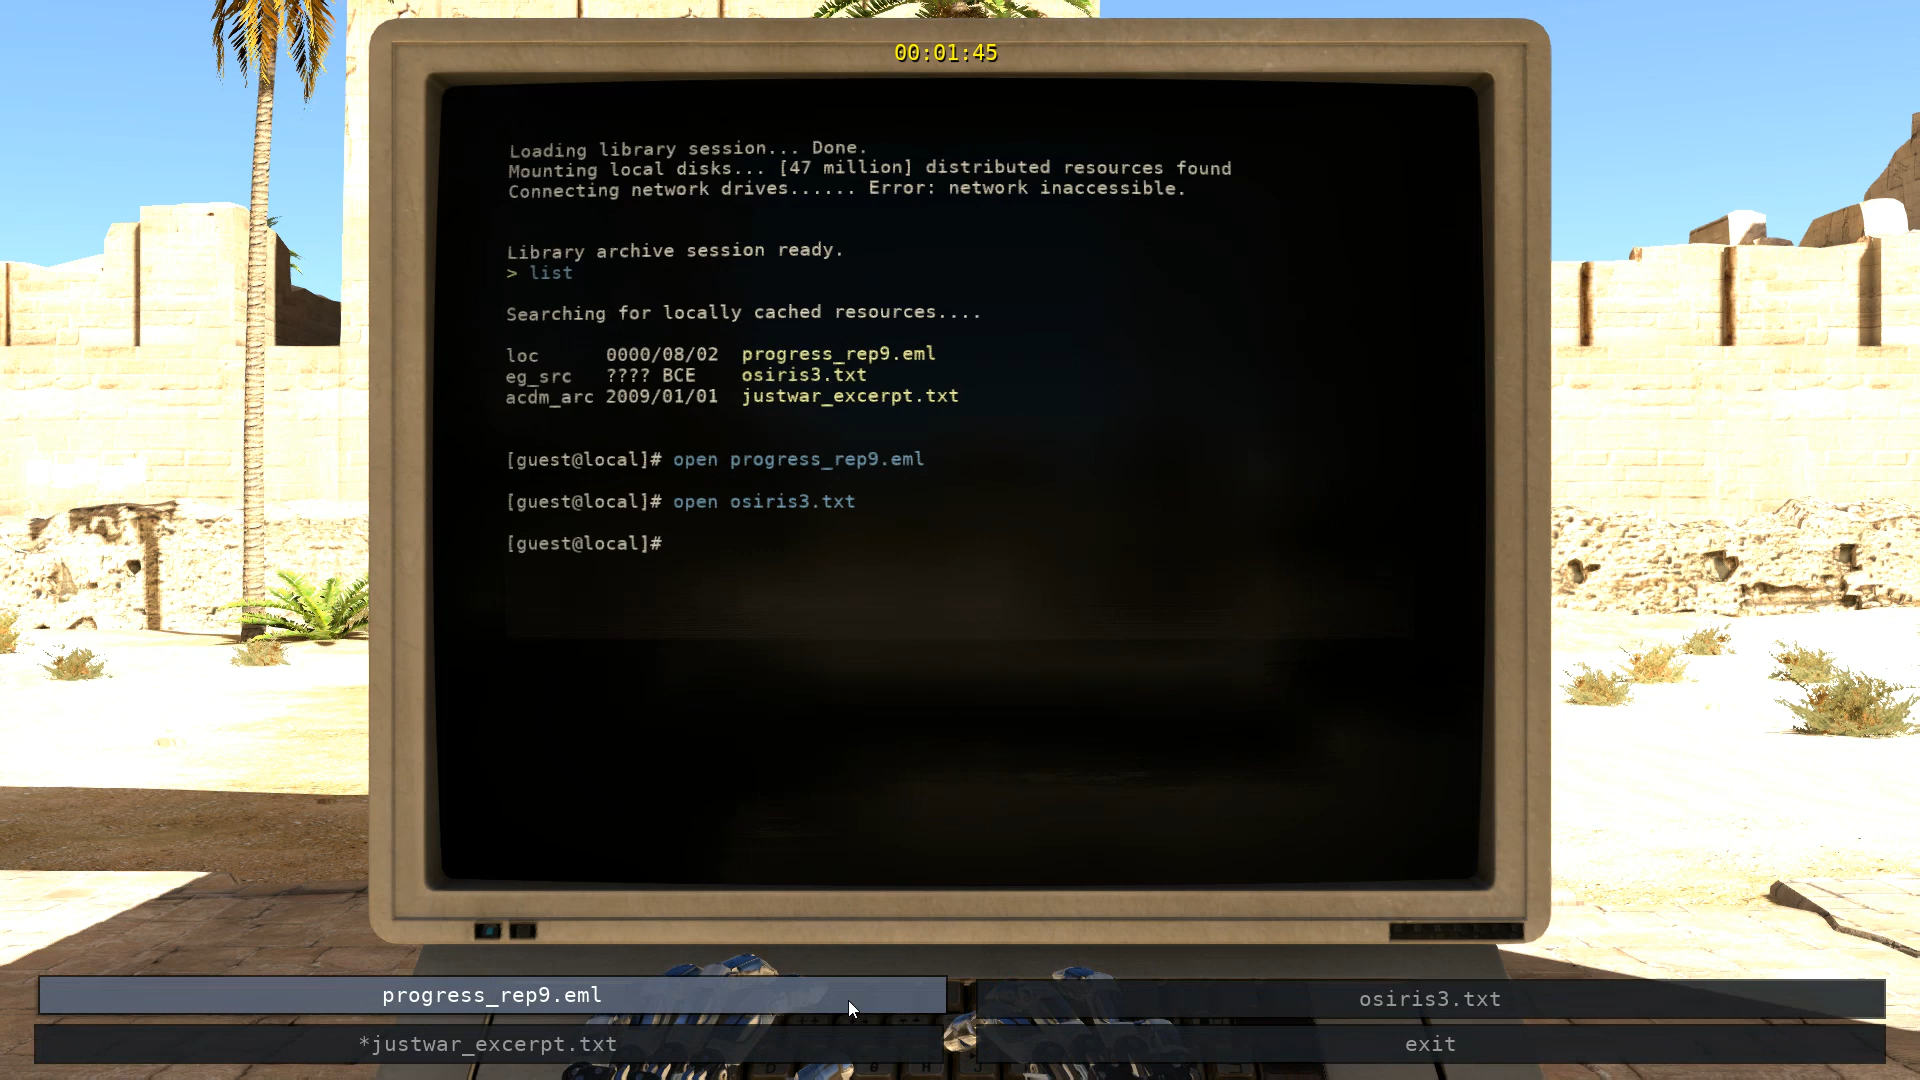 00:01:45
Loading library session... Done.
Mounting local disks... [47 million] distributed resources found
Connecting network drives...... Error: network inaccessible.
Library archive session ready.
> list
Searching for locally cached resources....
loc 0000/08/02 progress_rep9.eml
eg_src ???? BCE osiris3.txt
acdm_arc 2009/01/01 justwar_excerpt.txt
[guest@local]# open progress_rep9.eml
[guest@local]# open osiris3.txt
[guest@local]#
progress_rep9.eml
osiris3.txt
*justwar_excerpt.txt
exit